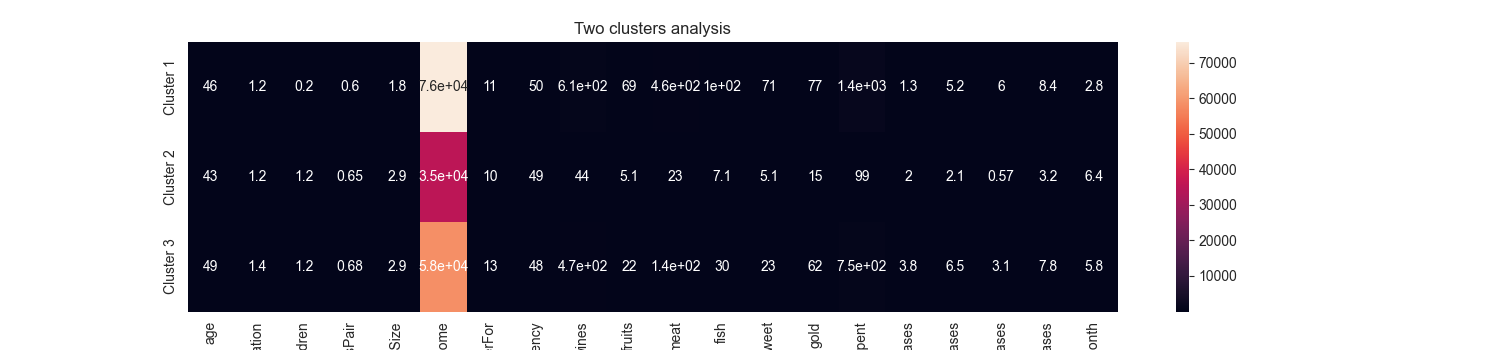 Two clusters analysis
Cluster 1 46 1.2 0.2 0.6 1.8 7.6e+04 11 50 6.1e+02 69 4.6e+02 1e+02 71 77 1.4e+03 1.3 5.2 6 8.4 2.8
Cluster 2 43 1.2 1.2 0.65 2.9 3.5e+04 10 49 44 5.1 23 7.1 5.1 15 99 2 2.1 0.57 3.2 6.4
Cluster 3 49 1.4 1.2 0.68 2.9 5.8e+04 13 48 4.7e+02 22 1.4e+02 30 23 62 7.5e+02 3.8 6.5 3.1 7.8 5.8
age
ation
dren
sPair
Size
ome
rFor
ency
vines
fruits
meat
fish
weet
gold
pent
ases
ases
ases
ases
onth
70000
60000
50000
40000
30000
20000
10000